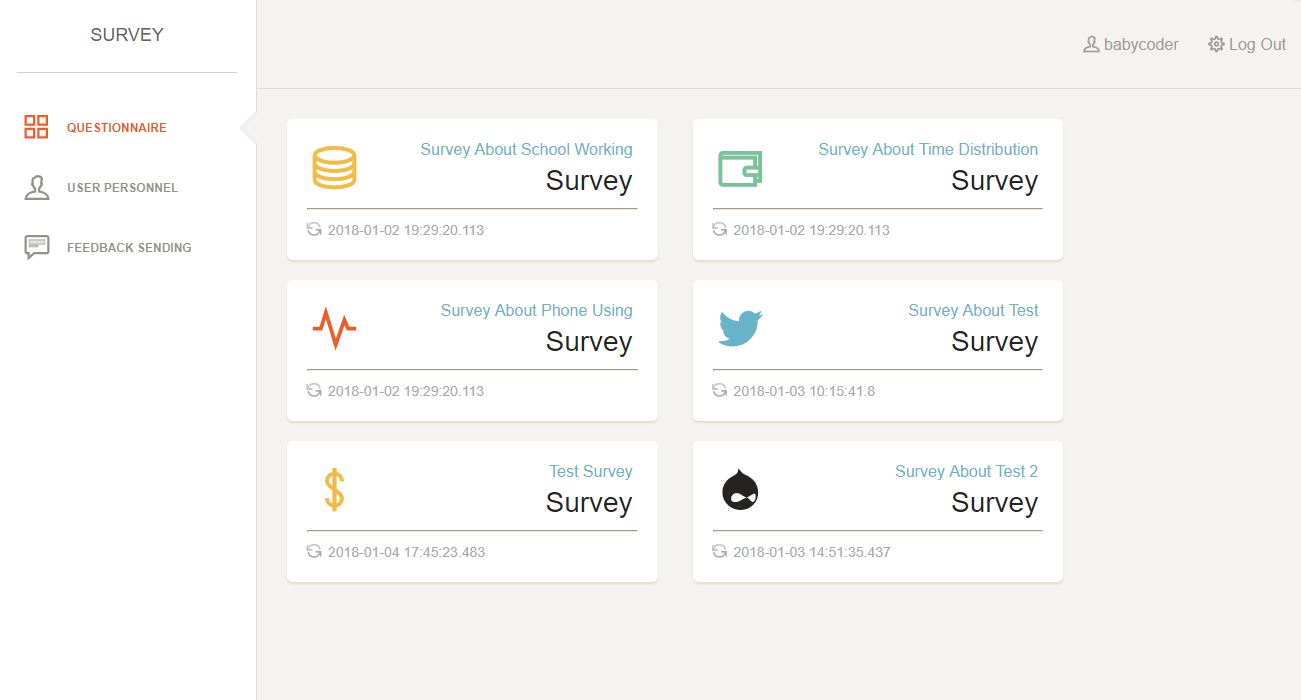 SURVEY
babycoder
Log Out
QUESTIONNAIRE
USER PERSONNEL
FEEDBACK SENDING
Survey About School Working
Survey
2018-01-02 19:29:20.113
Survey About Time Distribution
Survey
2018-01-02 19:29:20.113
Survey About Phone Using
Survey
2018-01-02 19:29:20.113
Survey About Test
Survey
2018-01-03 10:15:41.8
Test Survey
Survey
2018-01-04 17:45:23.483
Survey About Test 2
Survey
2018-01-03 14:51:35.437